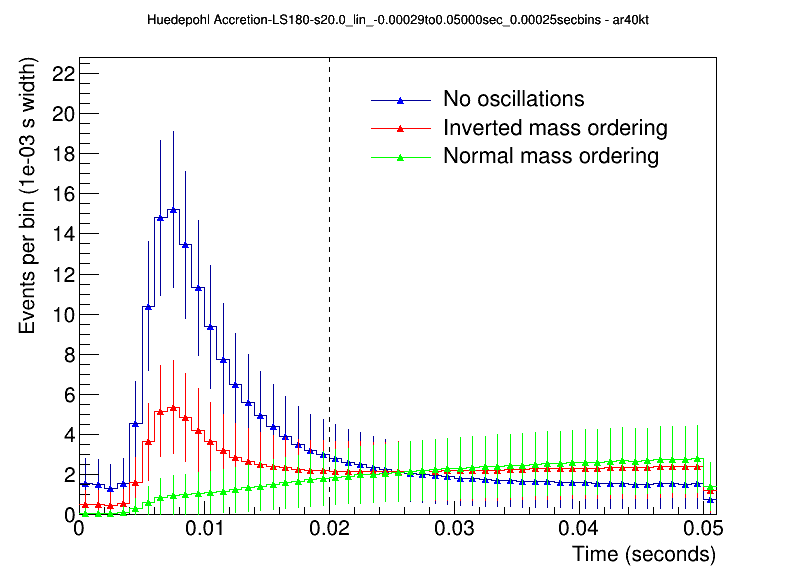 Huedepohl Accretion-LS180-s20.0_lin_-0.00029to0.05000sec_0.00025secbins - ar40kt
Events per bin (1e-03 s width)
22
20
18
16
14
12
10
8
6
4
2
0
No oscillations
Inverted mass ordering
Normal mass ordering
0 0.01 0.02 0.03 0.04 0.05
Time (seconds)